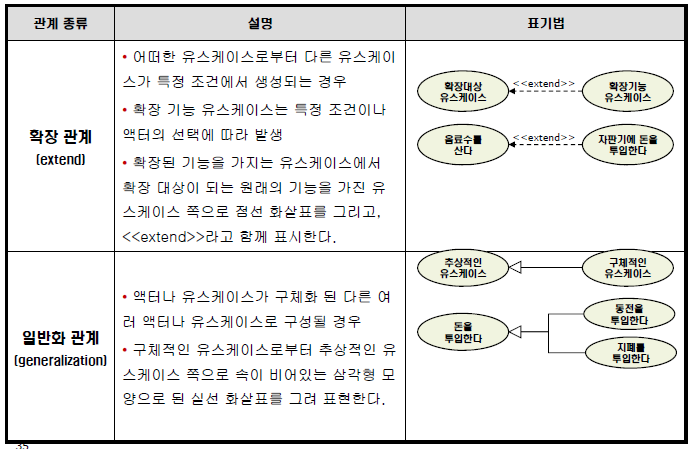 관계 종류
설명
표기법
확장 관계
(extend)
• 어떠한 유스케이스로부터 다른 유스케이
스가 특정 조건에서 생성되는 경우
• 확장 기능 유스케이스는 특정 조건이나
액터의 선택에 따라 발생
• 확장된 기능을 가지는 유스케이스에서
확장 대상이 되는 원래의 기능을 가진 유
스케이스 쪽으로 점선 화살표를 그리고,
<<extend>>라고 함께 표시한다.
확장대상
유스케이스
<<extend>>
확장기능
유스케이스
음료수를
산다
<<extend>>
자판기에 돈을
투입한다
일반화 관계
(generalization)
• 액터나 유스케이스가 구체화 된 다른 여
러 액터나 유스케이스로 구성될 경우
• 구체적인 유스케이스로부터 추상적인 유
스케이스 쪽으로 속이 비어있는 삼각형 모
양으로 된 실선 화살표를 그려 표현한다.
추상적인
유스케이스
구체적인
유스케이스
돈을
투입한다
동전을
투입한다
지폐를
투입한다
35